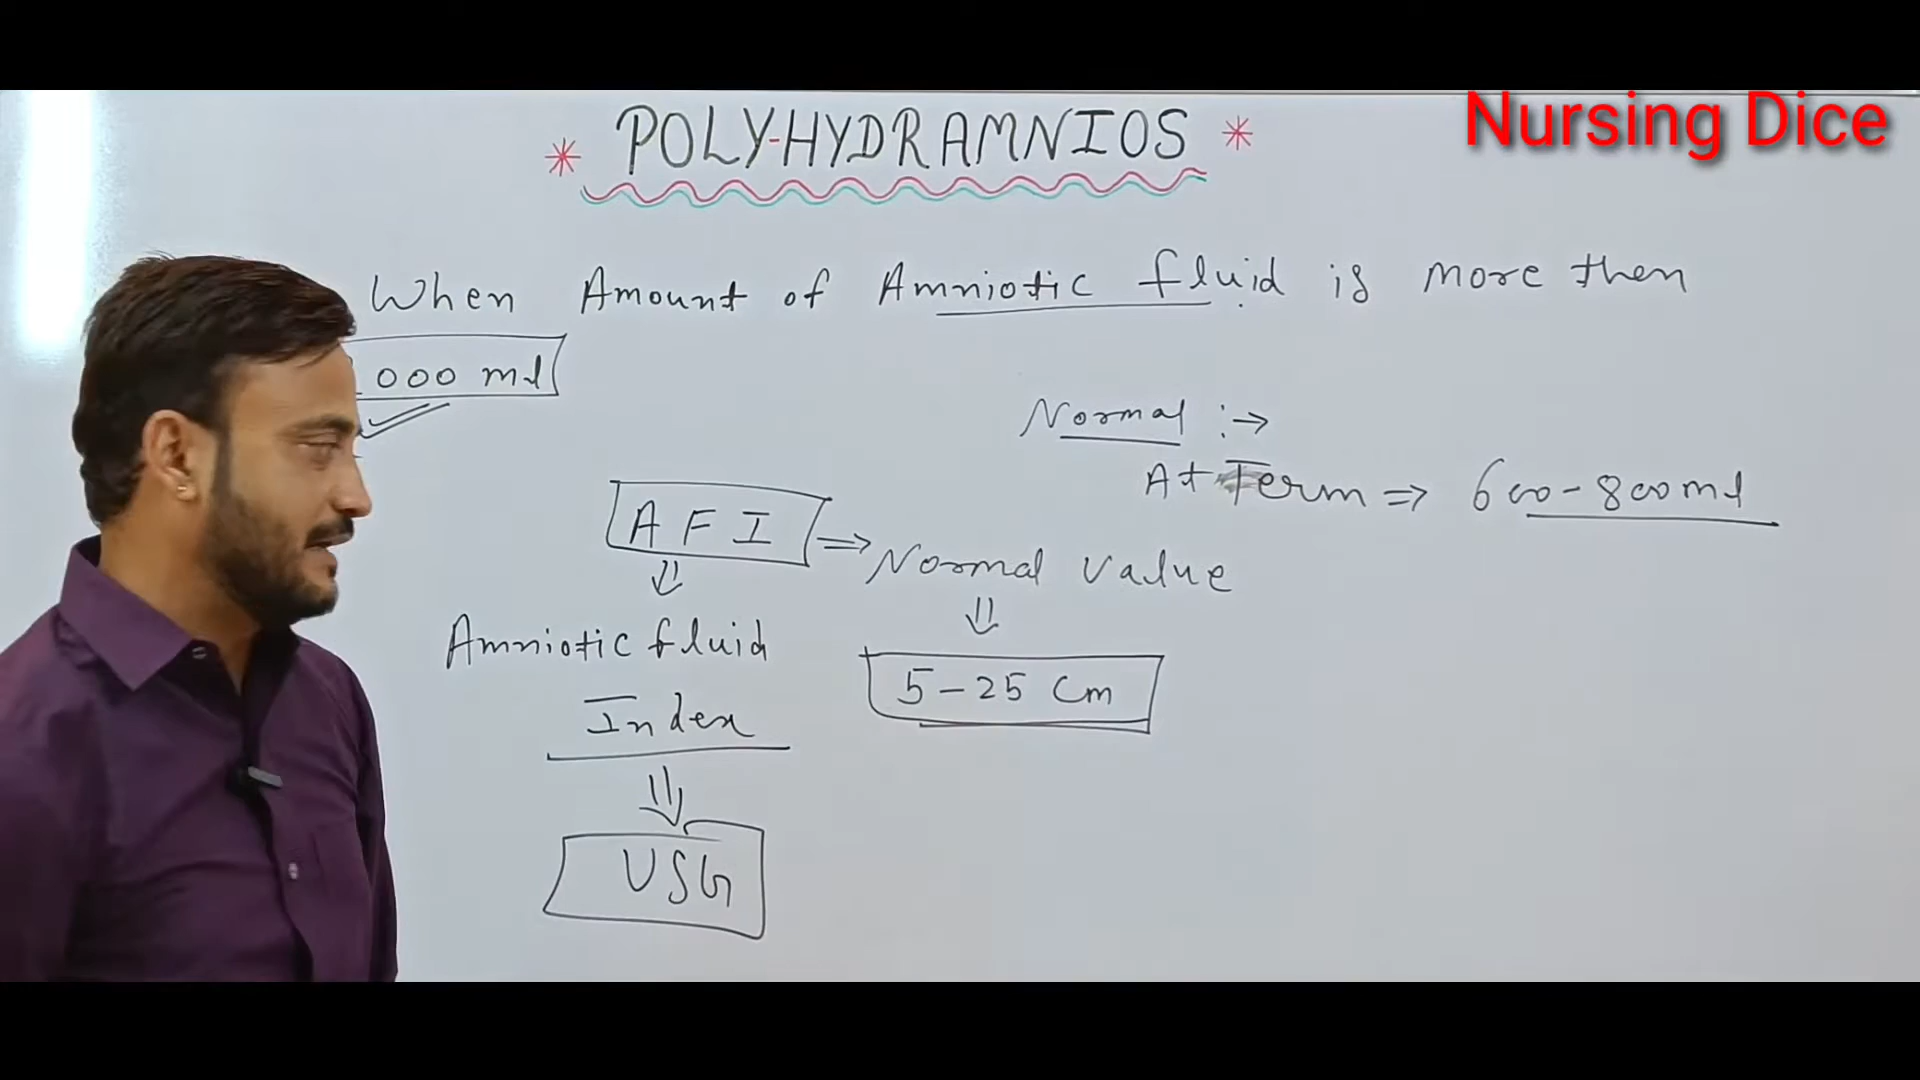 Nursing Dice
* POLY-HYDRAMNIOS *
When Amount of Amniotic fluid is more then
000 ml
Normal :→
At Term ⇒ 600-800ml
AFI ⇒ Normal Value
⇓ ⇓
Amniotic fluid 5-25 Cm
Index
⇓
USG